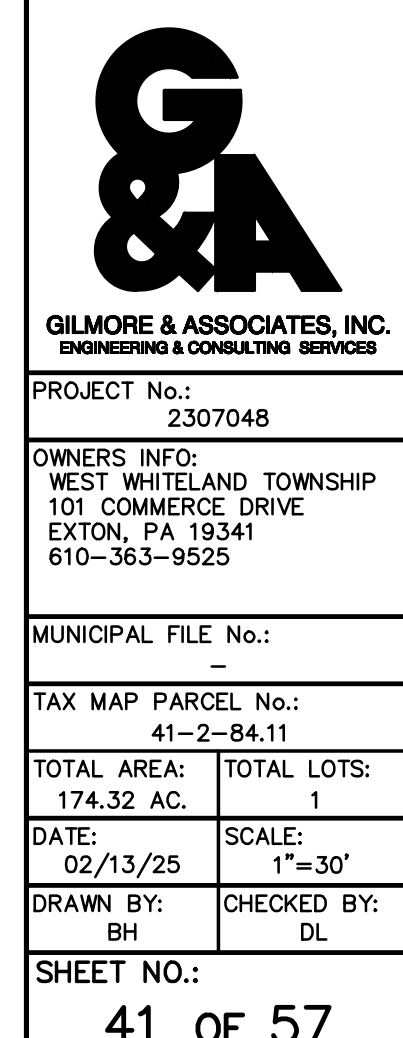 G
&A
GILMORE & ASSOCIATES, INC.
ENGINEERING & CONSULTING SERVICES
PROJECT No.:
2307048
OWNERS INFO:
WEST WHITELAND TOWNSHIP
101 COMMERCE DRIVE
EXTON, PA 19341
610-363-9525
MUNICIPAL FILE No.:
-
TAX MAP PARCEL No.:
41-2-84.11
TOTAL AREA: TOTAL LOTS:
174.32 AC. 1
DATE: SCALE:
02/13/25 1"=30'
DRAWN BY: CHECKED BY:
BH DL
SHEET NO.:
41 OF 57